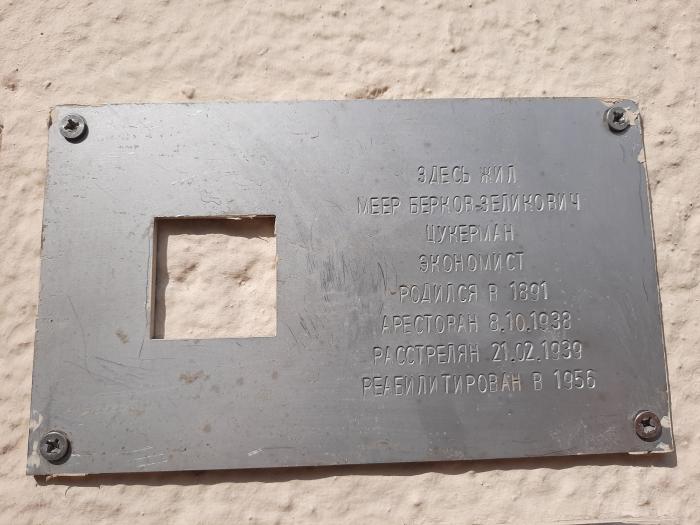 ЗДЕСЬ ЖИЛ
МЕЕР БЕРКОВ-ЗЕЛИКОВИЧ
ЦУКЕРМАН
ЭКОНОМИСТ
РОДИЛСЯ В 1891
АРЕСТОВАН 8.10.1938
РАССТРЕЛЯН 21.02.1939
РЕАБИЛИТИРОВАН В 1956